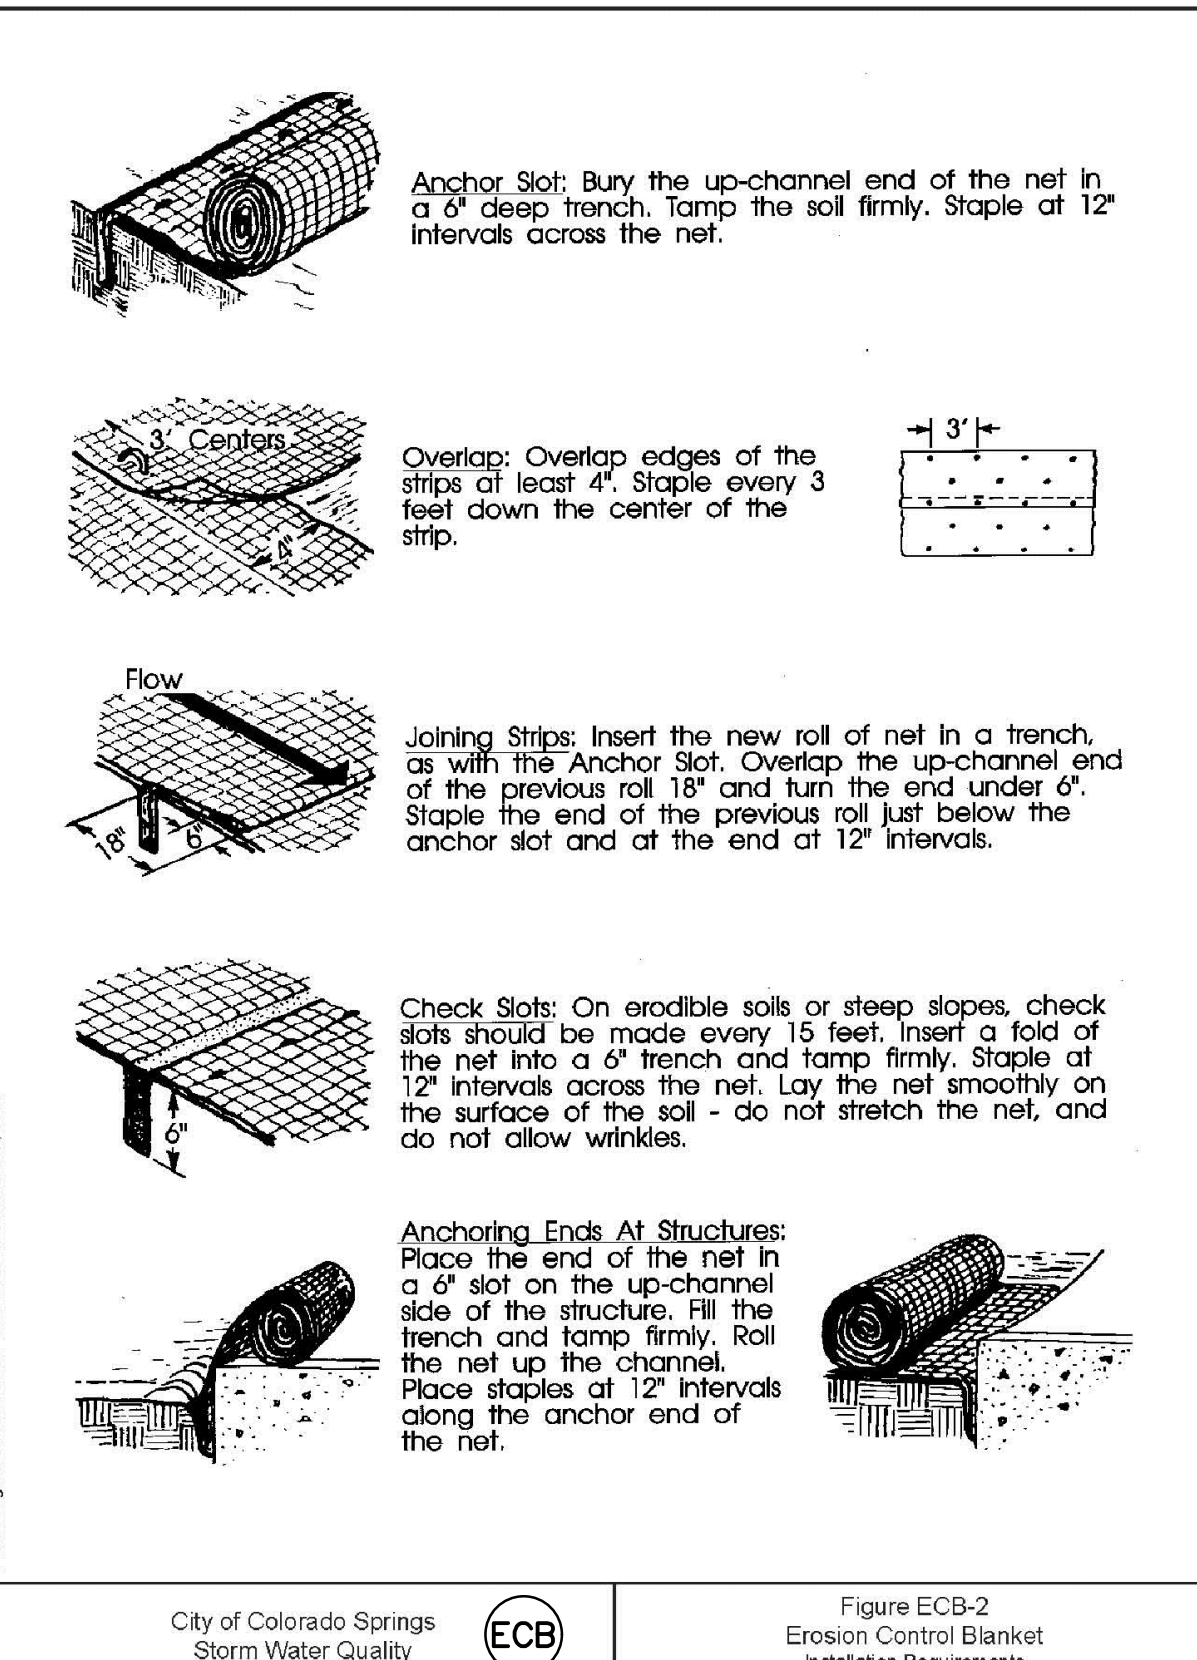 Anchor Slot: Bury the up-channel end of the net in
a 6" deep trench. Tamp the soil firmly. Staple at 12"
intervals across the net.
3' Centers
4"
Overlap: Overlap edges of the
strips at least 4". Staple every 3
feet down the center of the
strip.
3'
Flow
18"
6"
Joining Strips: Insert the new roll of net in a trench,
as with the Anchor Slot. Overlap the up-channel end
of the previous roll 18" and turn the end under 6".
Staple the end of the previous roll just below the
anchor slot and at the end at 12" intervals.
6"
Check Slots: On erodible soils or steep slopes, check
slots should be made every 15 feet. Insert a fold of
the net into a 6" trench and tamp firmly. Staple at
12" intervals across the net. Lay the net smoothly on
the surface of the soil - do not stretch the net, and
do not allow wrinkles.
Anchoring Ends At Structures:
Place the end of the net in
a 6" slot on the up-channel
side of the structure. Fill the
trench and tamp firmly. Roll
the net up the channel.
Place staples at 12" intervals
along the anchor end of
the net.
City of Colorado Springs
Storm Water Quality
ECB
Figure ECB-2
Erosion Control Blanket
Installation Requirements